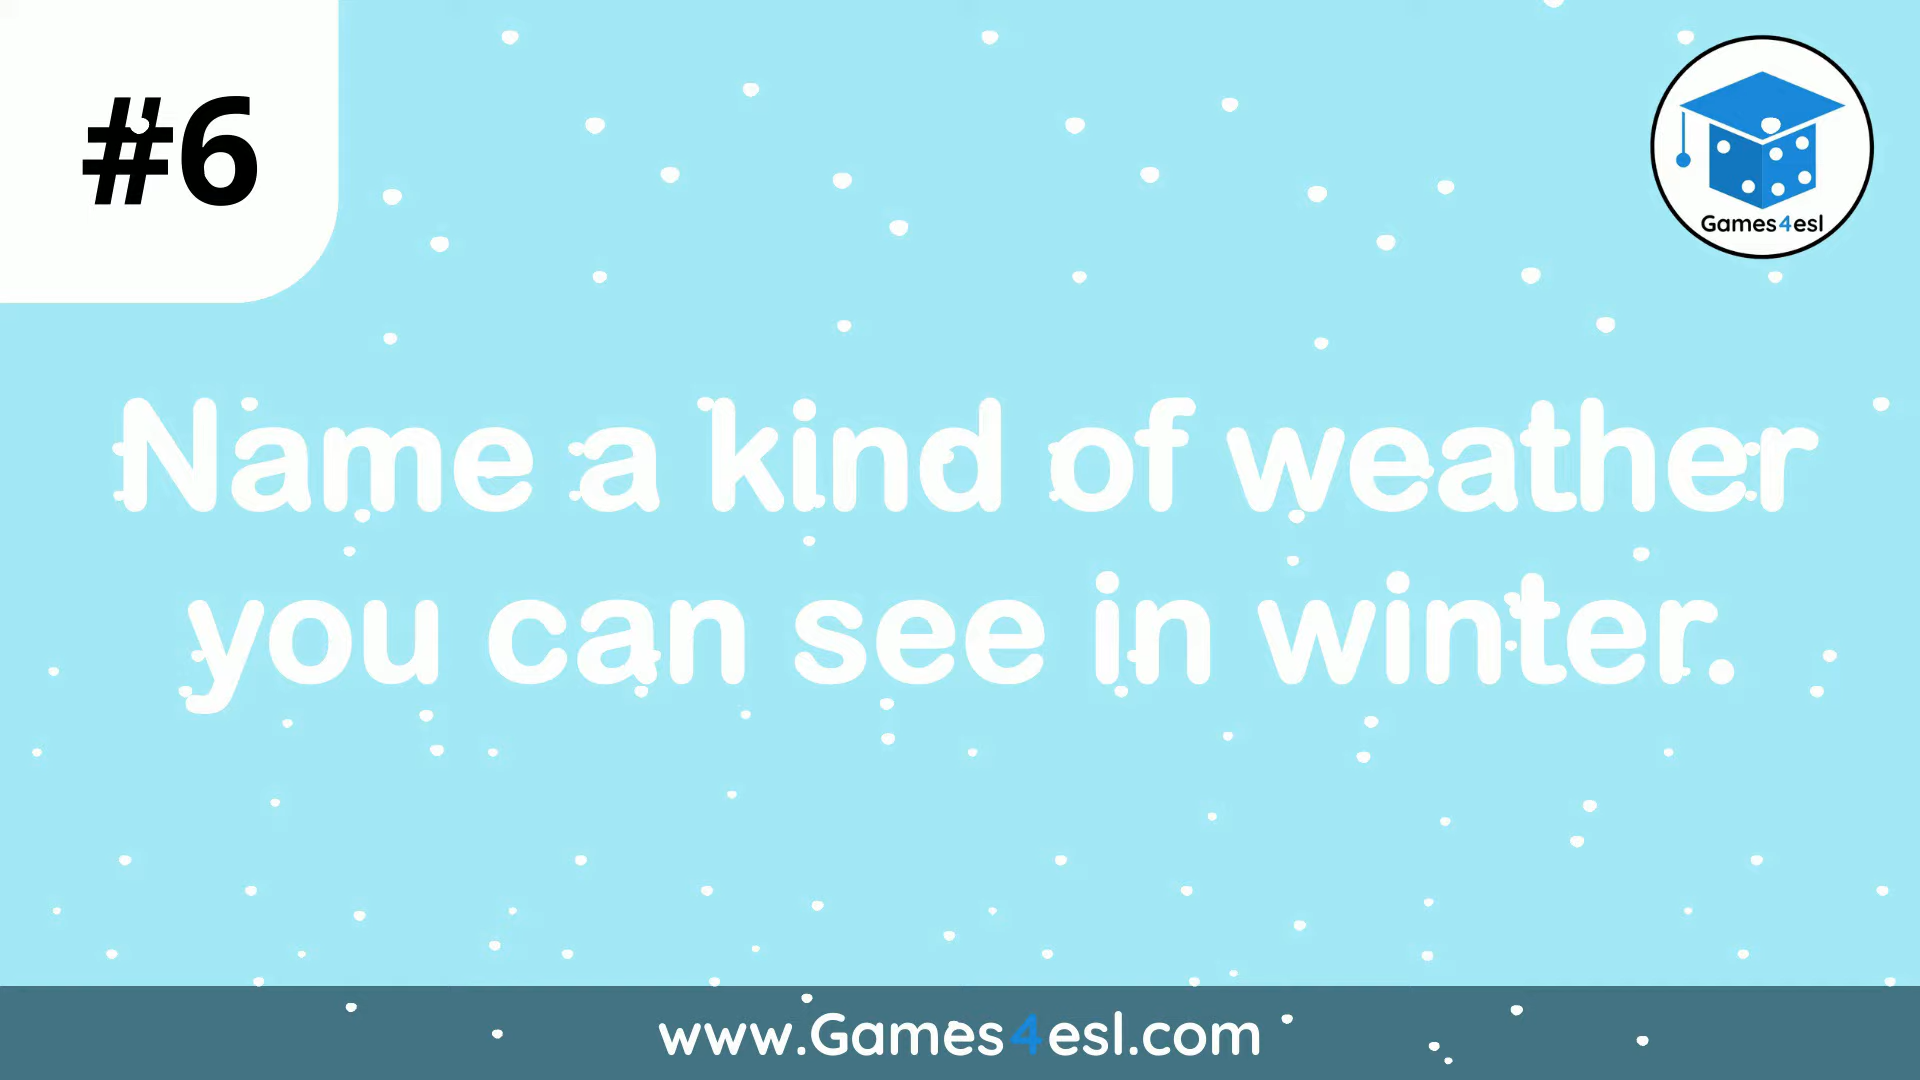 #6
Games4esl
Name a kind of weather
you can see in winter.
www.Games4esl.com